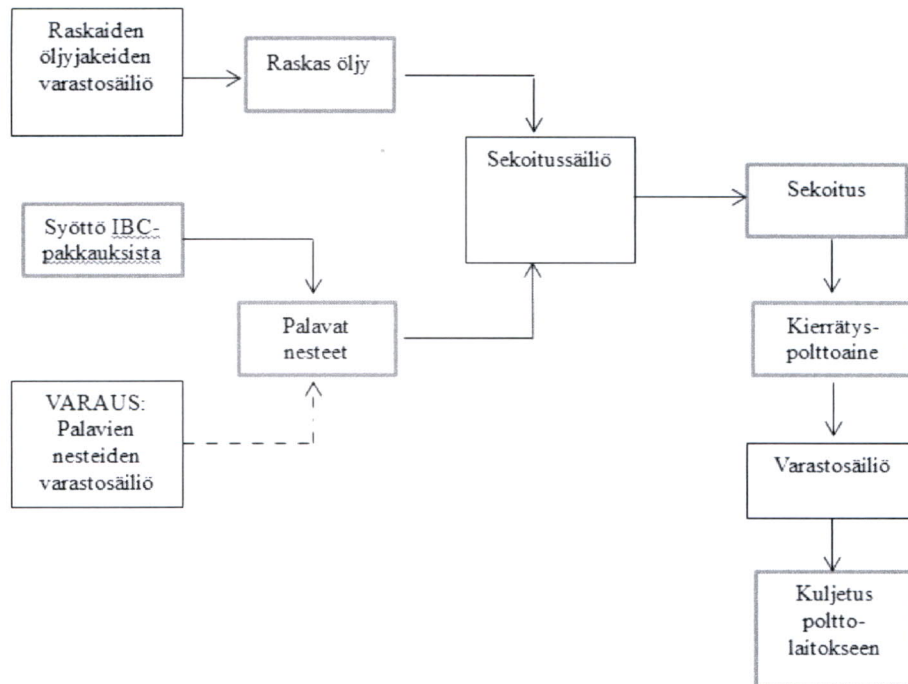 Raskaiden
öljyjakeiden
varastosäiliö
Raskas öljy
Sekoitussäiliö
Sekoitus
Syöttö IBC-
pakkauksista
Palavat
nesteet
Kierrätys-
polttoaine
VARAUS:
Palavien
nesteiden
varastosäiliö
Varastosäiliö
Kuljetus
poltto-
laitokseen